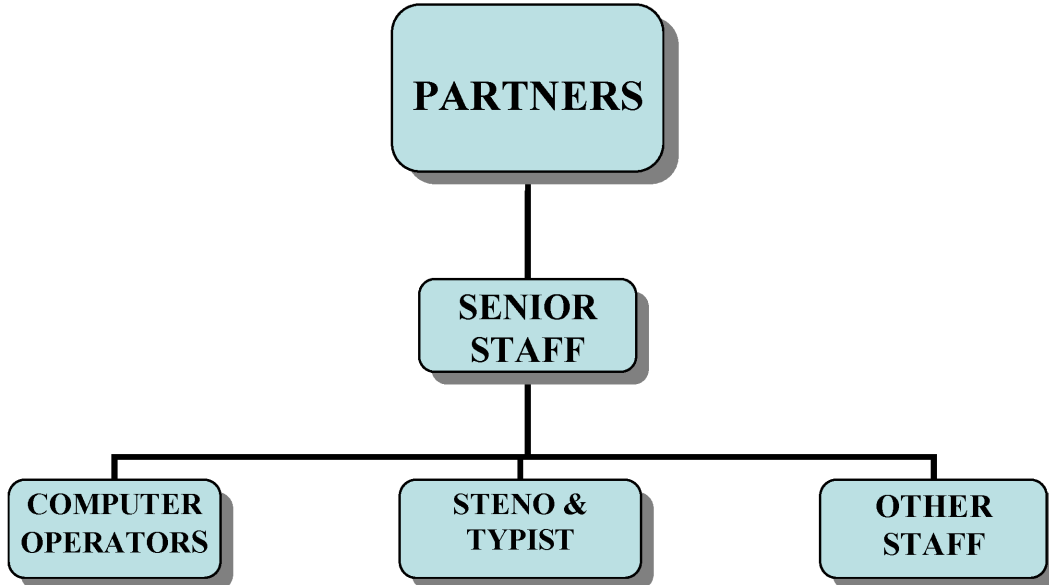 PARTNERS
SENIOR
STAFF
COMPUTER
OPERATORS
STENO &
TYPIST
OTHER
STAFF